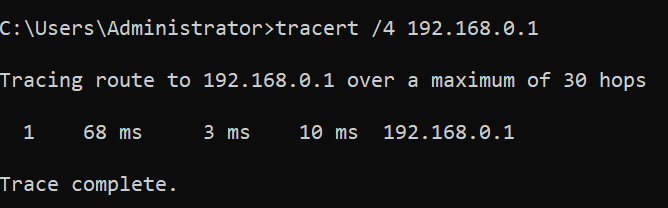 C:\Users\Administrator>tracert /4 192.168.0.1
Tracing route to 192.168.0.1 over a maximum of 30 hops
1 68 ms 3 ms 10 ms 192.168.0.1
Trace complete.